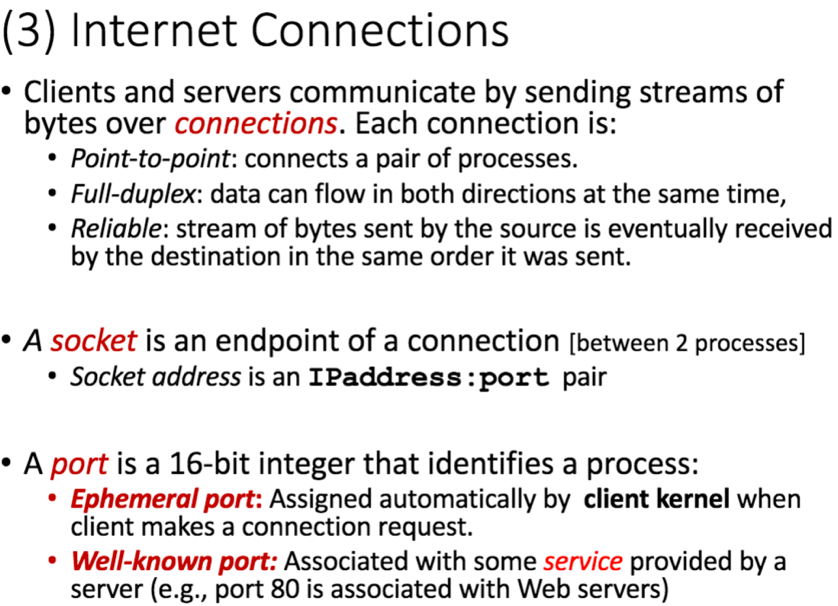 (3) Internet Connections
• Clients and servers communicate by sending streams of
bytes over connections. Each connection is:
• Point-to-point: connects a pair of processes.
• Full-duplex: data can flow in both directions at the same time,
• Reliable: stream of bytes sent by the source is eventually received
by the destination in the same order it was sent.
• A socket is an endpoint of a connection [between 2 processes]
• Socket address is an IPaddress:port pair
• A port is a 16-bit integer that identifies a process:
• Ephemeral port: Assigned automatically by client kernel when
client makes a connection request.
• Well-known port: Associated with some service provided by a
server (e.g., port 80 is associated with Web servers)